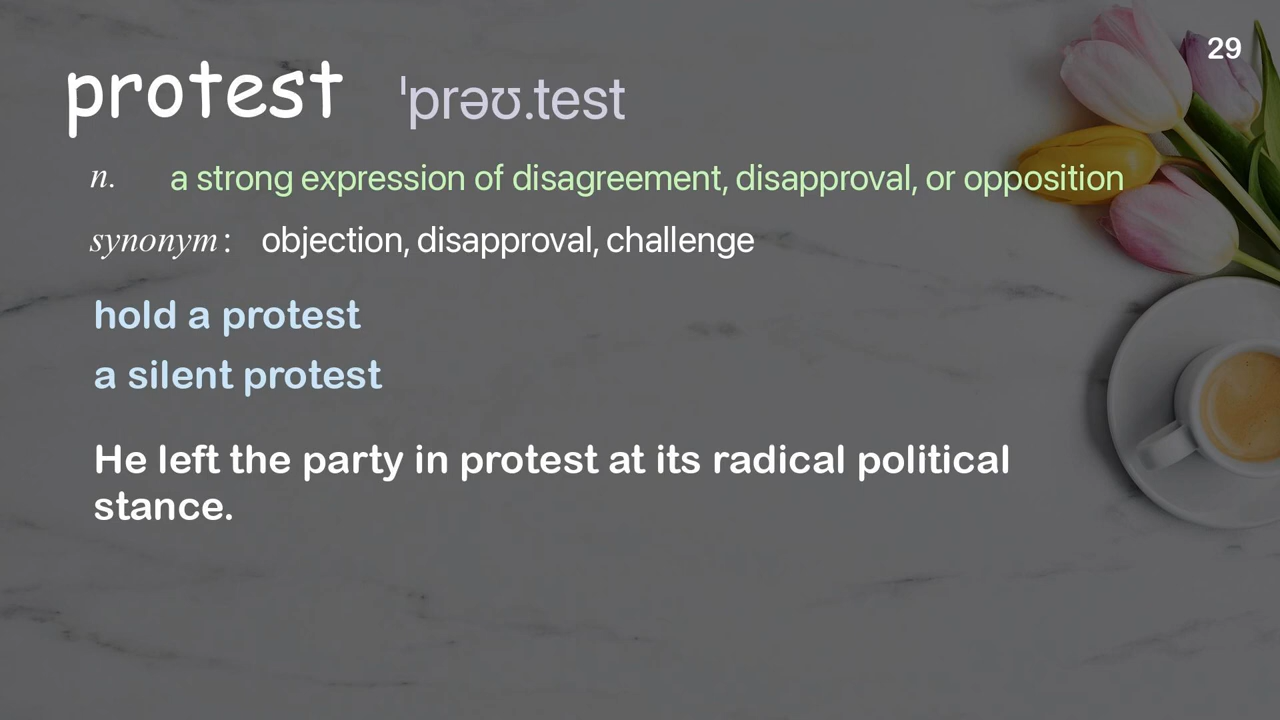 29
protest ˈprəʊ.test
n. a strong expression of disagreement, disapproval, or opposition
synonym: objection, disapproval, challenge
hold a protest
a silent protest
He left the party in protest at its radical political
stance.